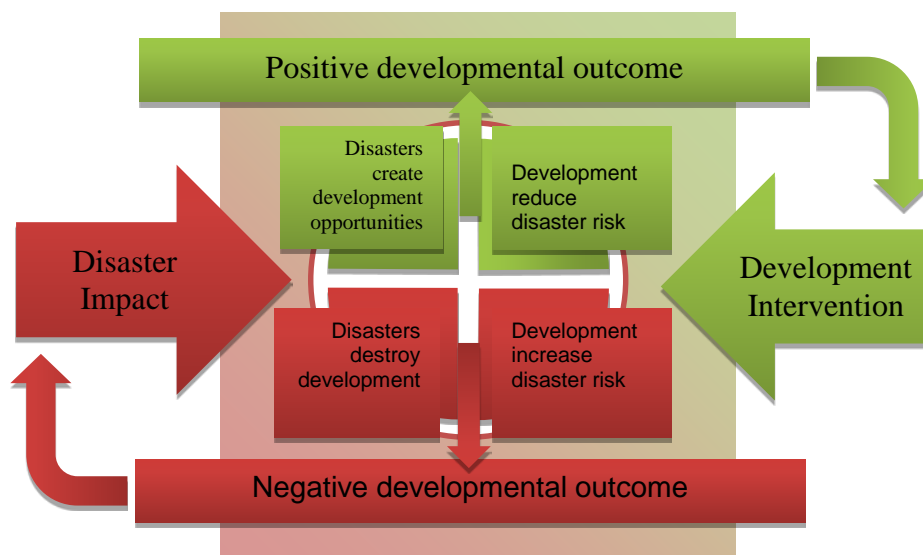 Positive developmental outcome
Disasters
create
development
opportunities
Development
reduce
disaster risk
Disaster
Impact
Development
Intervention
Disasters
destroy
development
Development
increase
disaster risk
Negative developmental outcome